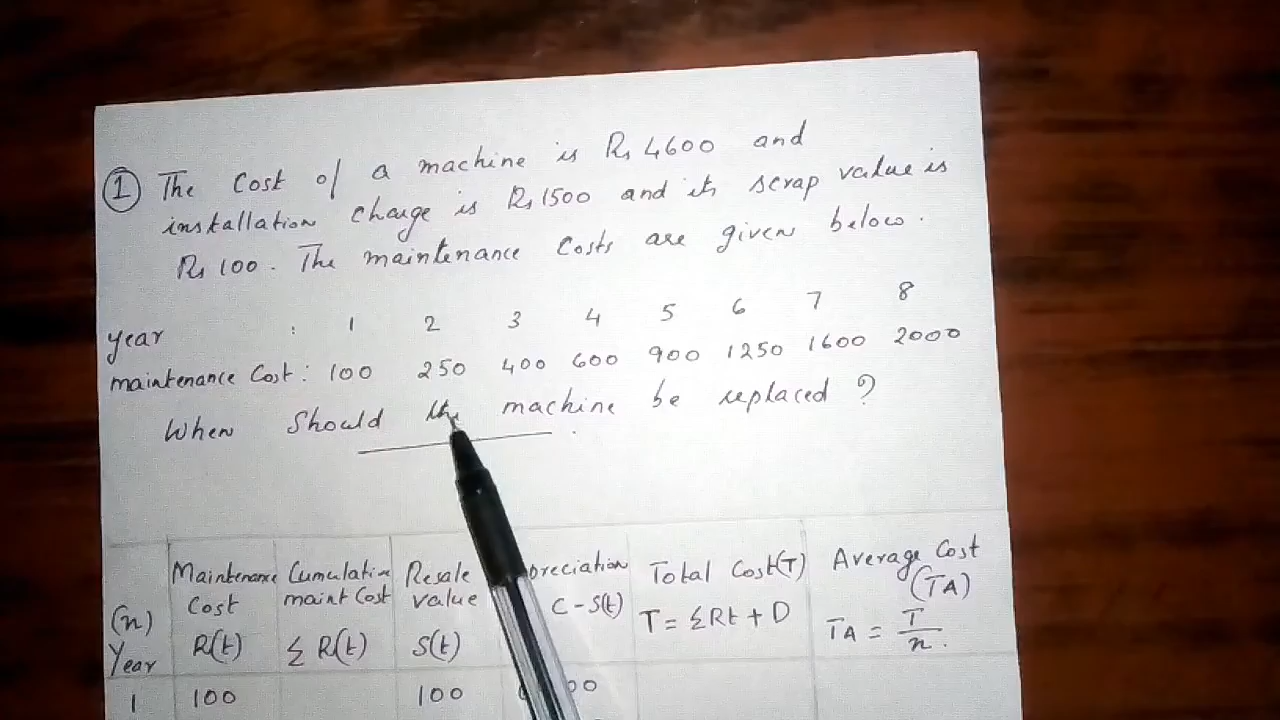 ① The Cost of a machine is Rs 4600 and
installation charge is Rs 1500 and its scrap value is
Rs 100. The maintenance Costs are given below.
year : 1 2 3 4 5 6 7 8
maintenance Cost: 100 250 400 600 900 1250 1600 2000
When Should the machine be replaced ?
(n) Year
Maintenance Cost R(t)
Cumulative maint Cost Σ R(t)
Resale value S(t)
C - S(t)
Total Cost(T) T = ΣRt + D
Average Cost (TA) TA = T/n.
1 100 100